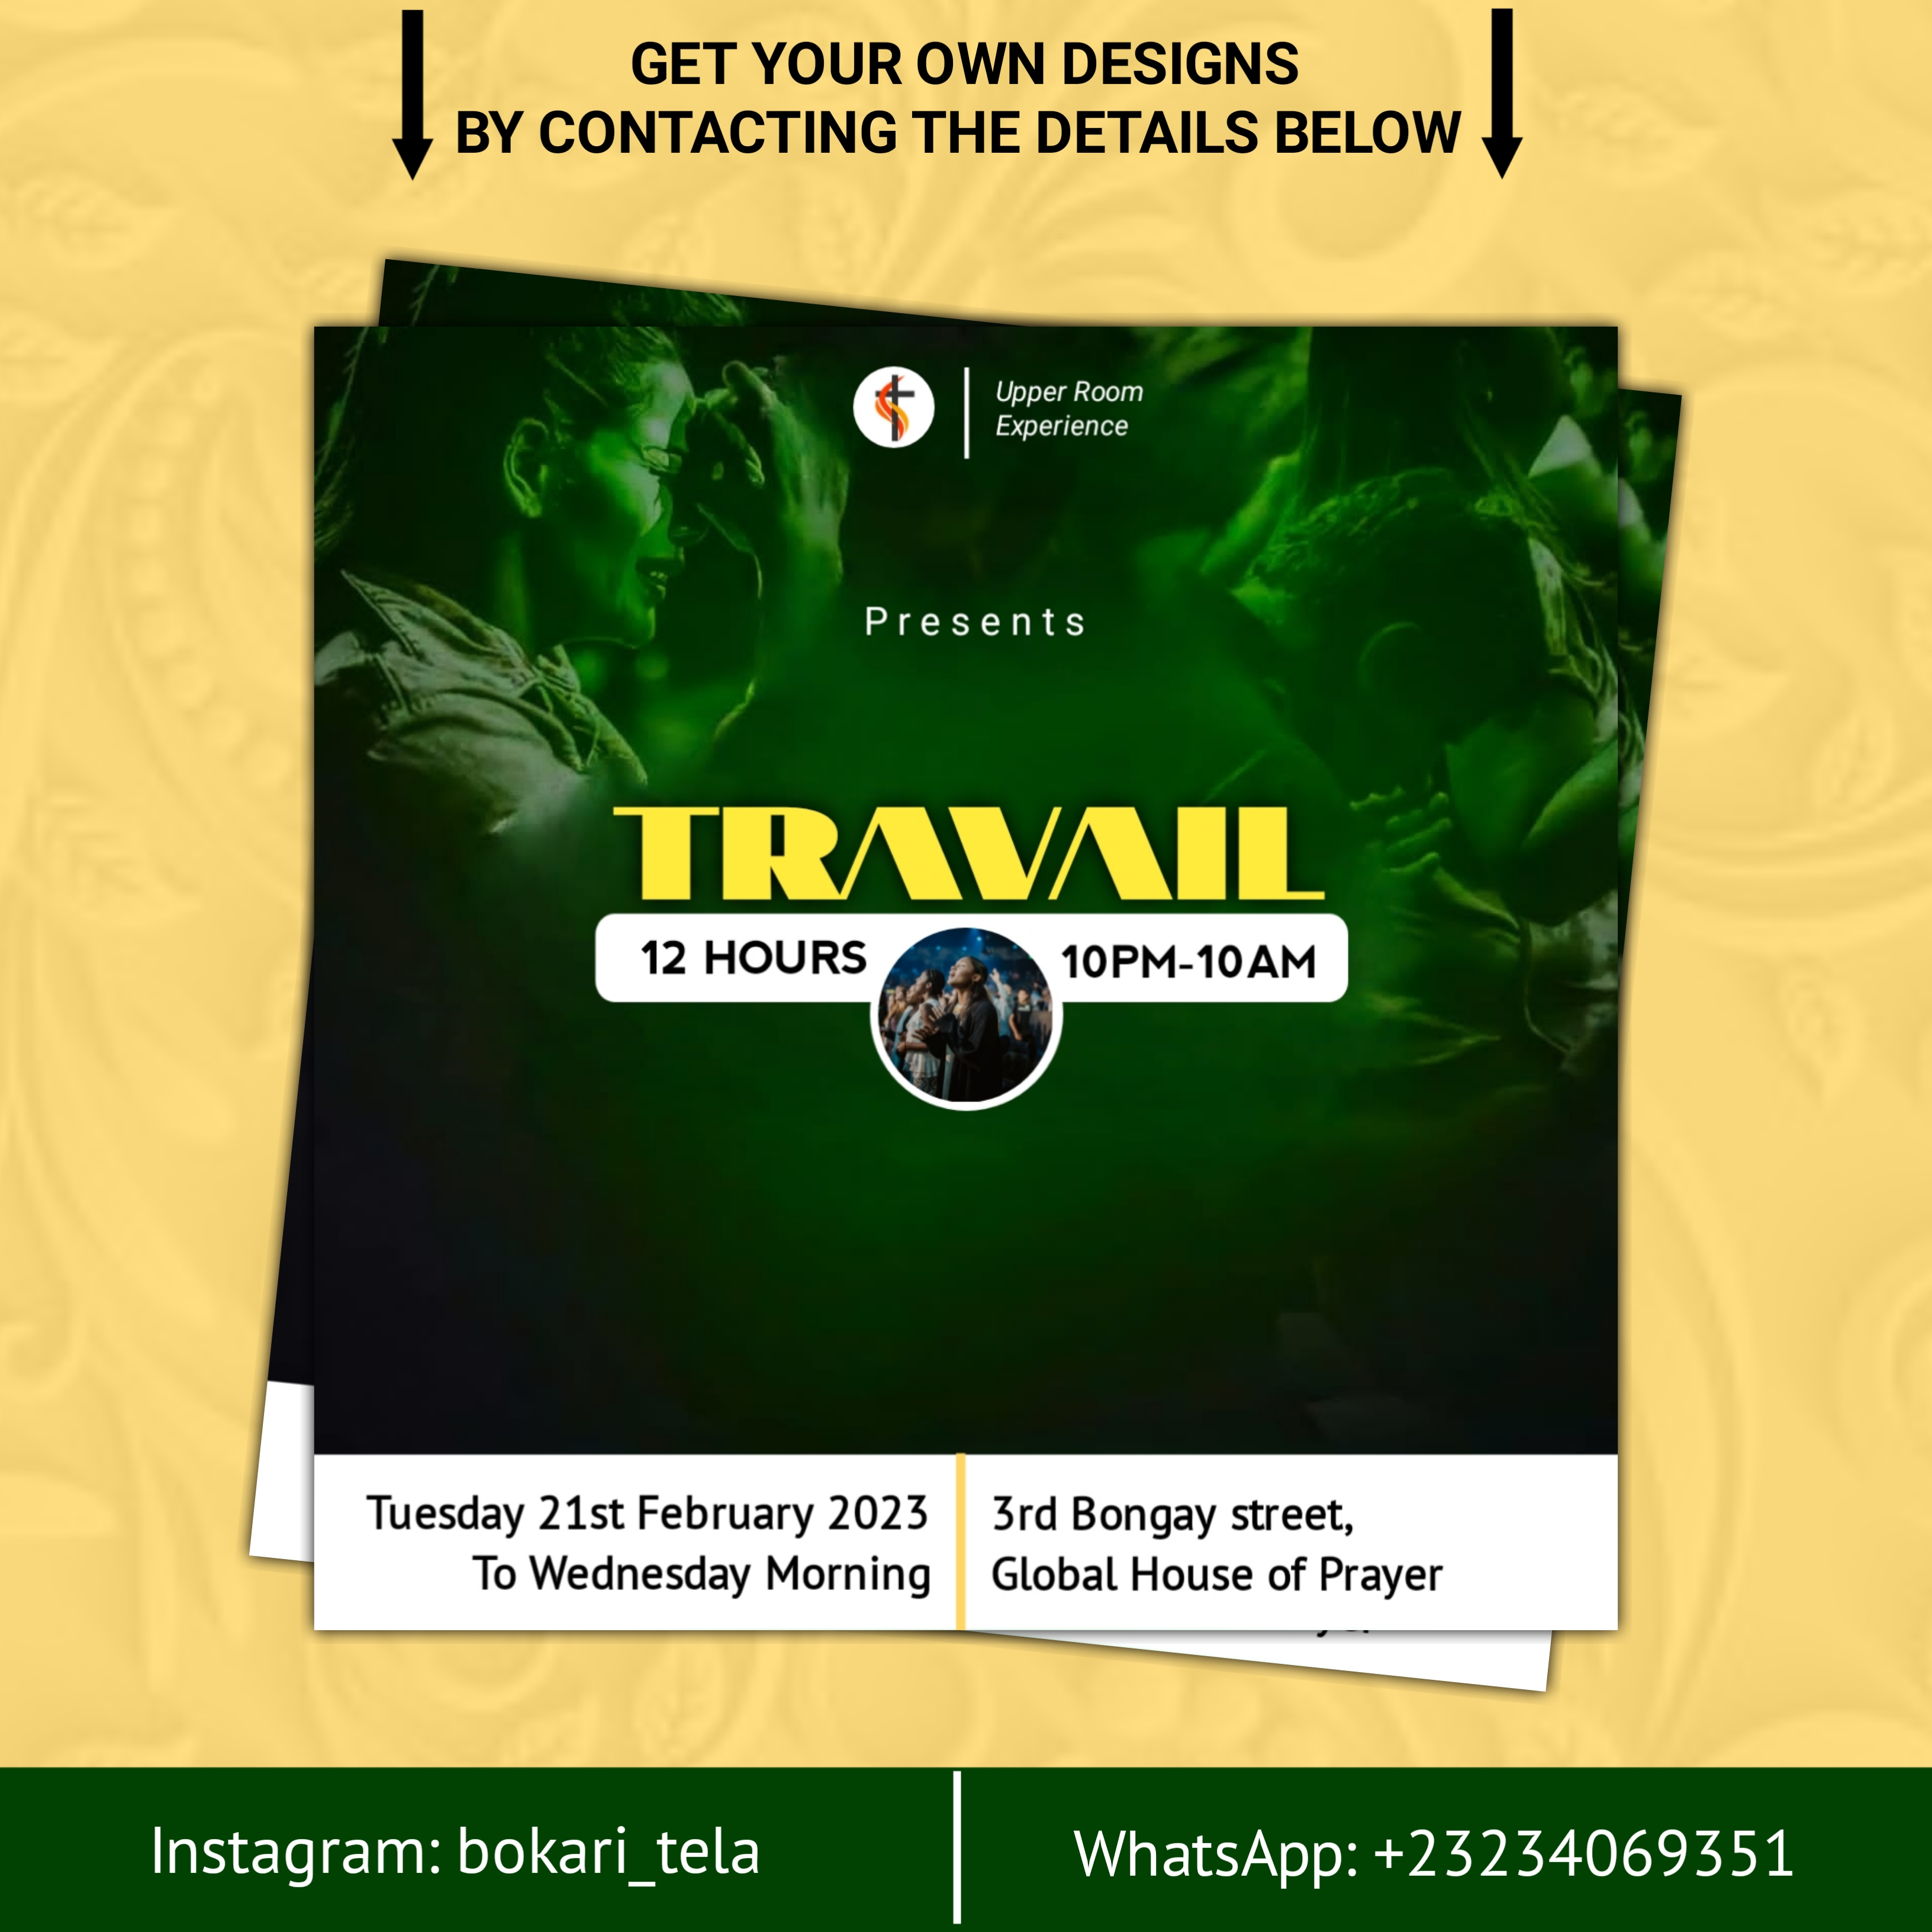 GET YOUR OWN DESIGNS
BY CONTACTING THE DETAILS BELOW
Upper Room
Experience
Presents
TRAVAIL
12 HOURS
10PM-10AM
Tuesday 21st February 2023
To Wednesday Morning
3rd Bongay street,
Global House of Prayer
Instagram: bokari_tela
WhatsApp: +23234069351